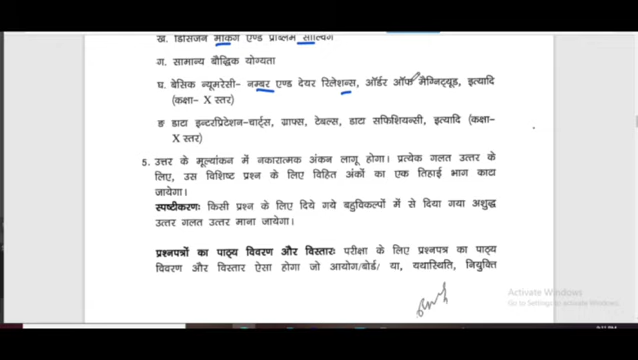 ख. डिसिजन मेकिंग एण्ड प्राब्लम साल्विंग
ग. सामान्य बौद्धिक योग्यता
घ. बेसिक न्यूमरेसी- नम्बर एण्ड देयर रिलेशन्स, ऑर्डर ऑफ मैग्निट्यूड, इत्यादि
(कक्षा- X स्तर)
ङ डाटा इन्टरप्रिटेशन-चार्ट्स, ग्राफ्स, टेबल्स, डाटा सफिशियन्सी, इत्यादि (कक्षा-
X स्तर)
5. उत्तर के मूल्यांकन में नकारात्मक अंकन लागू होगा। प्रत्येक गलत उत्तर के
लिए, उस विशिष्ट प्रश्न के लिए विहित अंकों का एक तिहाई भाग काटा
जायेगा।
स्पष्टीकरणः किसी प्रश्न के लिए दिये गये बहुविकल्पों में से दिया गया अशुद्ध
उत्तर गलत उत्तर माना जायेगा।
प्रश्नपत्रों का पाठ्य विवरण और विस्तारः परीक्षा के लिए प्रश्नपत्र का पाठ्य
विवरण और विस्तार ऐसा होगा जो आयोग/बोर्ड/ या, यथास्थिति, नियुक्ति
Activate Windows
Go to Settings to activate Windows.